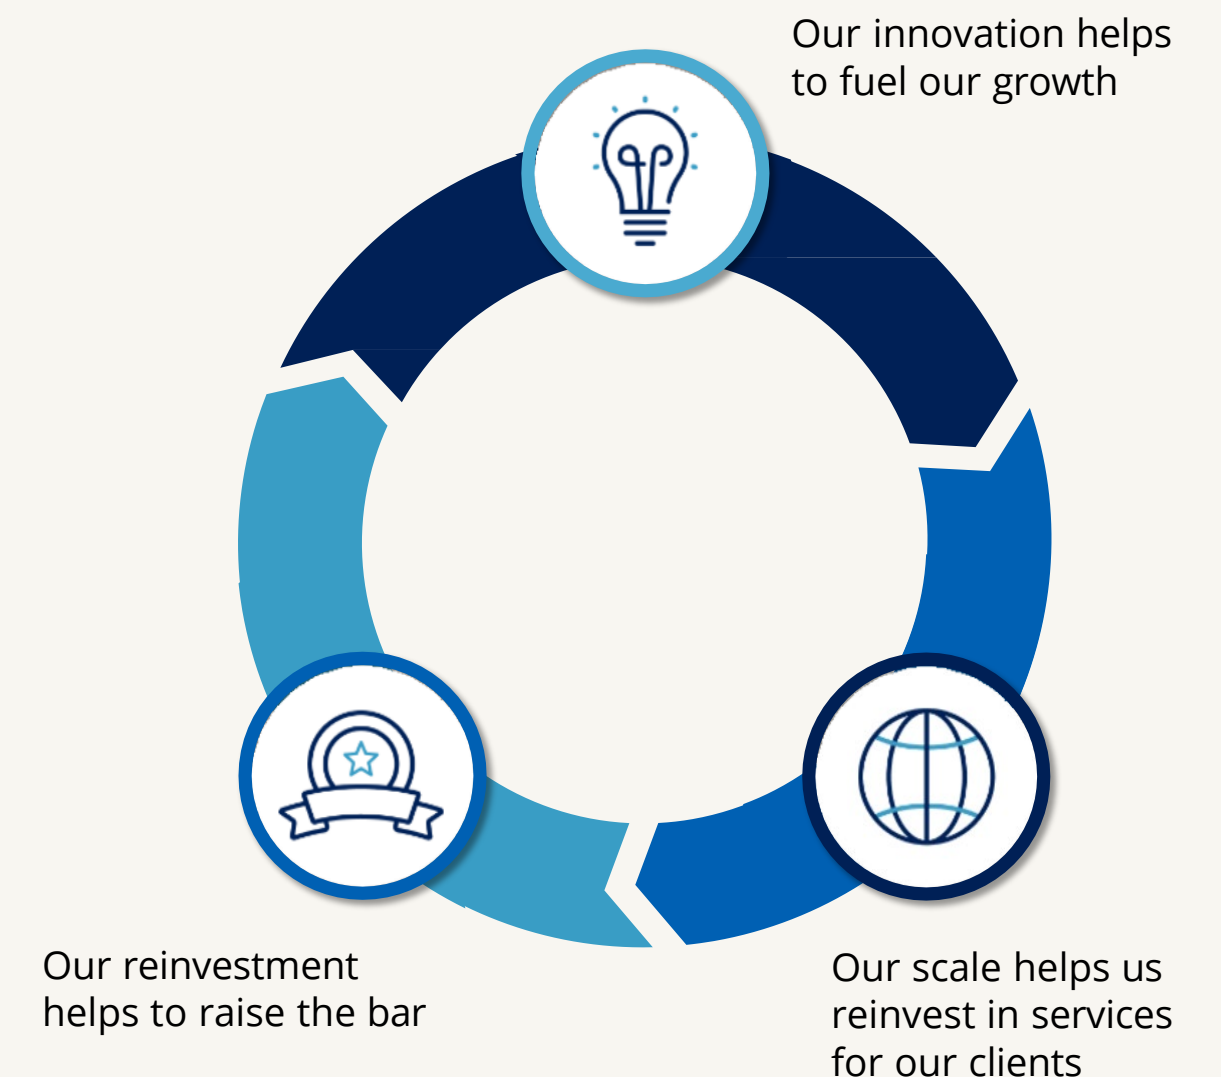 Our innovation helps
to fuel our growth
Our reinvestment
helps to raise the bar
Our scale helps us
reinvest in services
for our clients